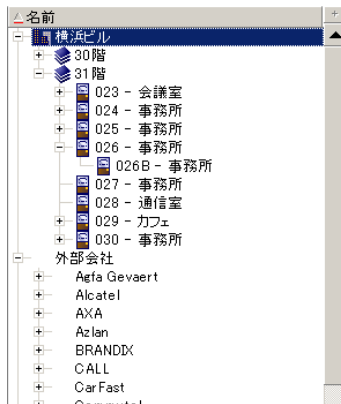 名前
横浜ビル
30階
31階
023 - 会議室
024 - 事務所
025 - 事務所
026 - 事務所
026B - 事務所
027 - 事務所
028 - 通信室
029 - カフェ
030 - 事務所
外部会社
Agfa Gevaert
Alcatel
AXA
Azlan
BRANDIX
CALL
CarFast